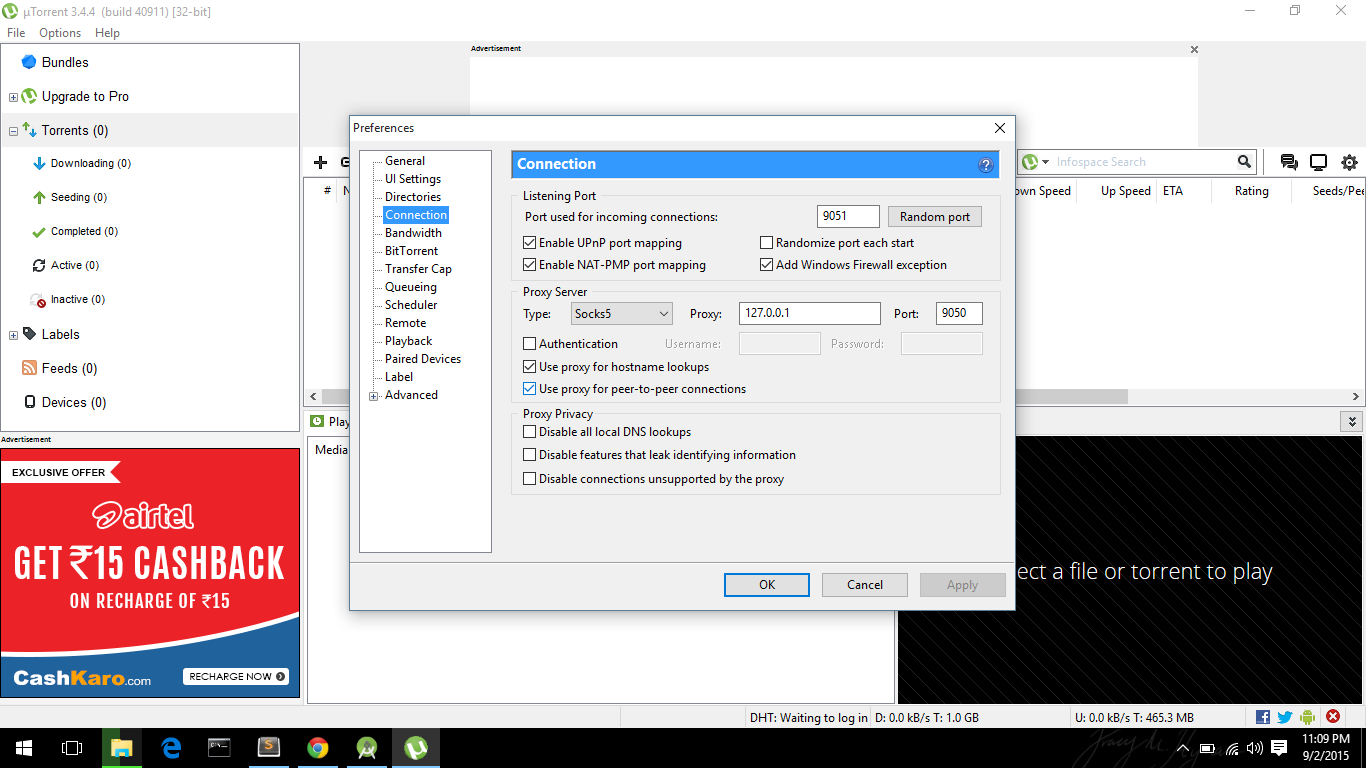 µTorrent 3.4.4 (build 40911) [32-bit]
File Options Help
Bundles
Upgrade to Pro
Torrents (0)
Downloading (0)
Seeding (0)
Completed (0)
Active (0)
Inactive (0)
Labels
Feeds (0)
Devices (0)
Advertisement
EXCLUSIVE OFFER
airtel
GET ₹15 CASHBACK
ON RECHARGE OF ₹15
CashKaro.com
RECHARGE NOW
Advertisement
Infospace Search
# N
own Speed Up Speed ETA Rating Seeds/Pee
Play
Media
ect a file or torrent to play
Preferences
General
UI Settings
Directories
Connection
Bandwidth
BitTorrent
Transfer Cap
Queueing
Scheduler
Remote
Playback
Paired Devices
Label
Advanced
Connection
Listening Port
Port used for incoming connections: 9051 Random port
Enable UPnP port mapping Randomize port each start
Enable NAT-PMP port mapping Add Windows Firewall exception
Proxy Server
Type: Socks5 Proxy: 127.0.0.1 Port: 9050
Authentication Username: Password:
Use proxy for hostname lookups
Use proxy for peer-to-peer connections
Proxy Privacy
Disable all local DNS lookups
Disable features that leak identifying information
Disable connections unsupported by the proxy
OK Cancel Apply
DHT: Waiting to log in D: 0.0 kB/s T: 1.0 GB U: 0.0 kB/s T: 465.3 MB
11:09 PM
9/2/2015